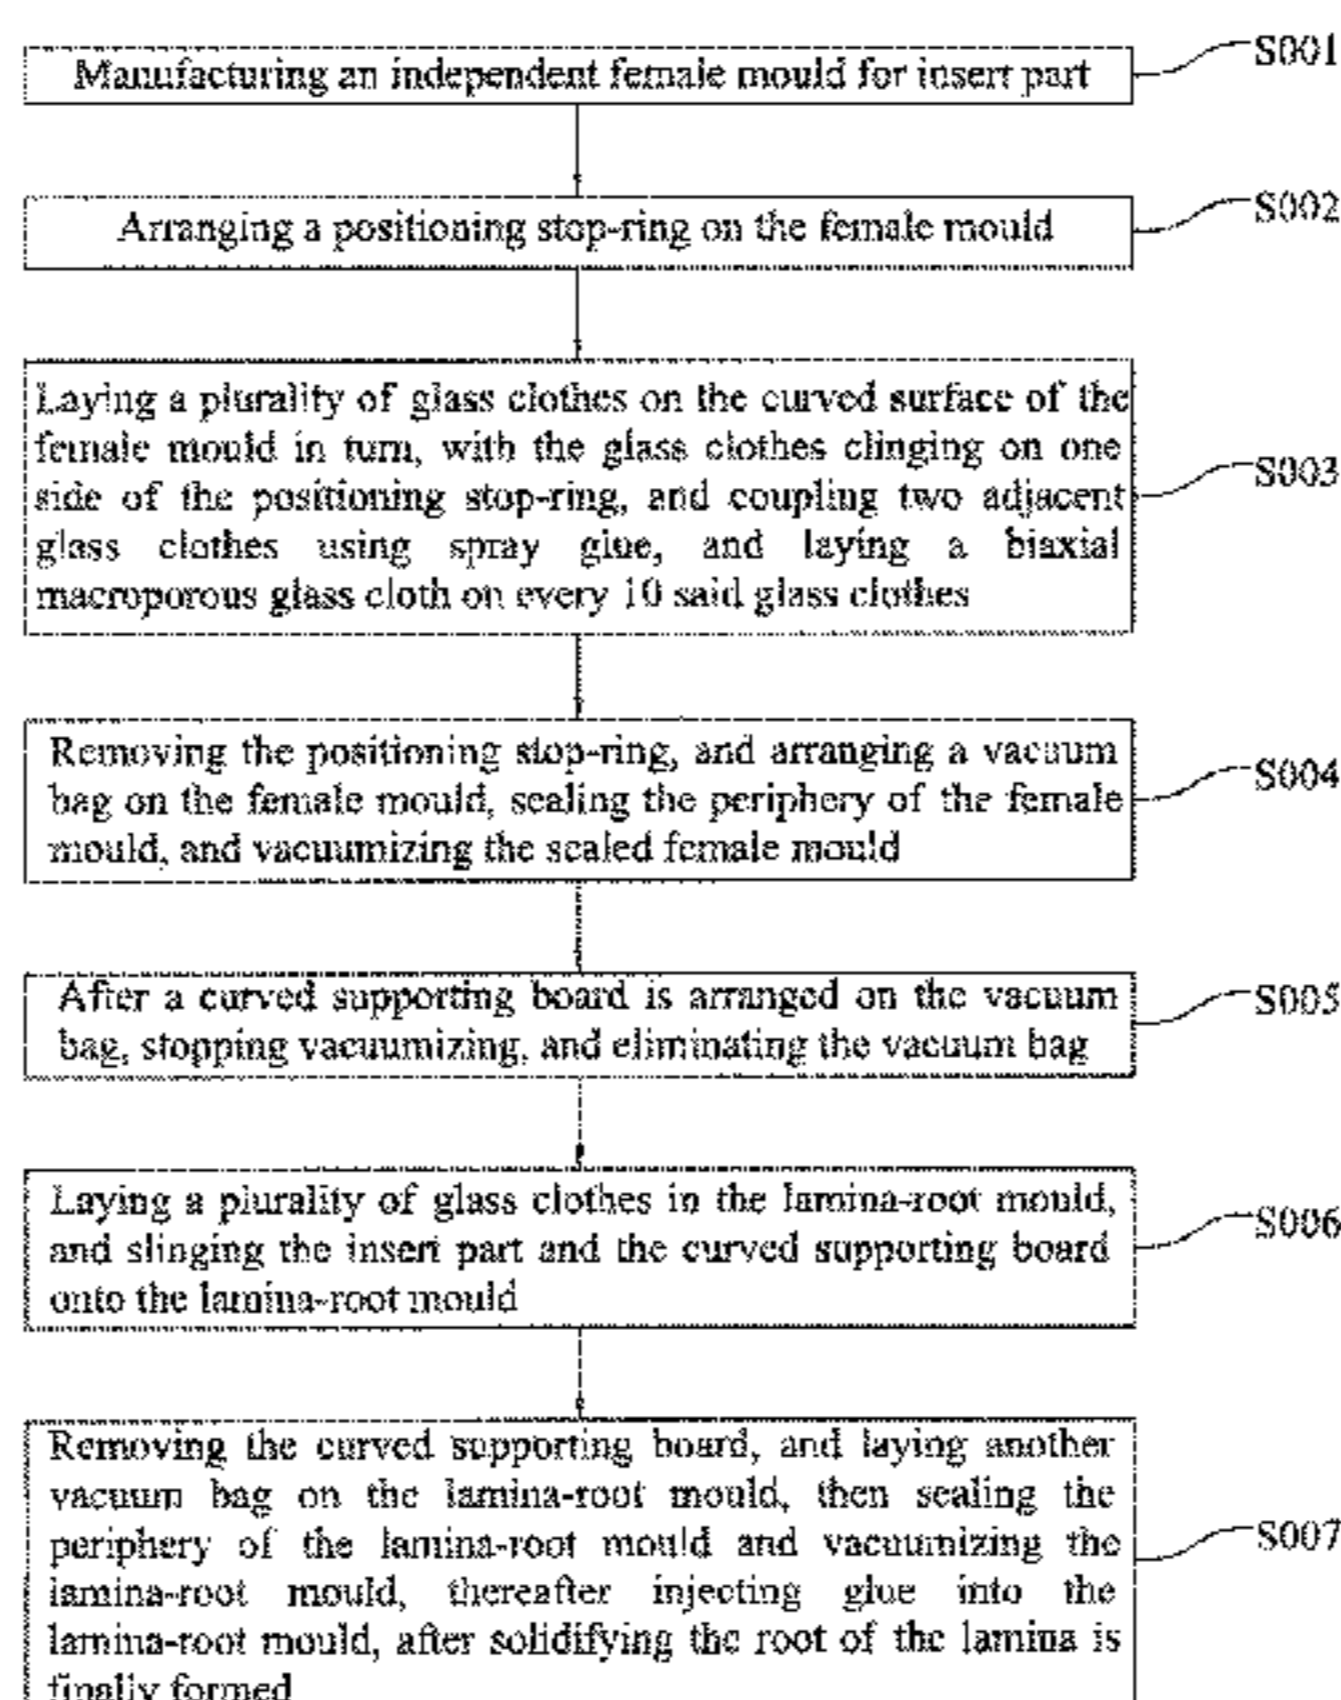 Manufacturing an independent female mould for insert part
S001
Arranging a positioning stop-ring on the female mould
S002
Laying a plurality of glass clothes on the curved surface of the
female mould in turn, with the glass clothes clinging on one
side of the positioning stop-ring, and coupling two adjacent
glass clothes using spray glue, and laying a biaxial
macroporous glass cloth on every 10 said glass clothes
S003
Removing the positioning stop-ring, and arranging a vacuum
bag on the female mould, sealing the periphery of the female
mould, and vacuumizing the sealed female mould
S004
After a curved supporting board is arranged on the vacuum
bag, stopping vacuumizing, and eliminating the vacuum bag
S005
Laying a plurality of glass clothes in the lamina-root mould,
and slinging the insert part and the curved supporting board
onto the lamina-root mould
S006
Removing the curved supporting board, and laying another
vacuum bag on the lamina-root mould, then sealing the
periphery of the lamina-root mould and vacuumizing the
lamina-root mould, thereafter injecting glue into the
lamina-root mould, after solidifying the root of the lamina is
finally formed
S007